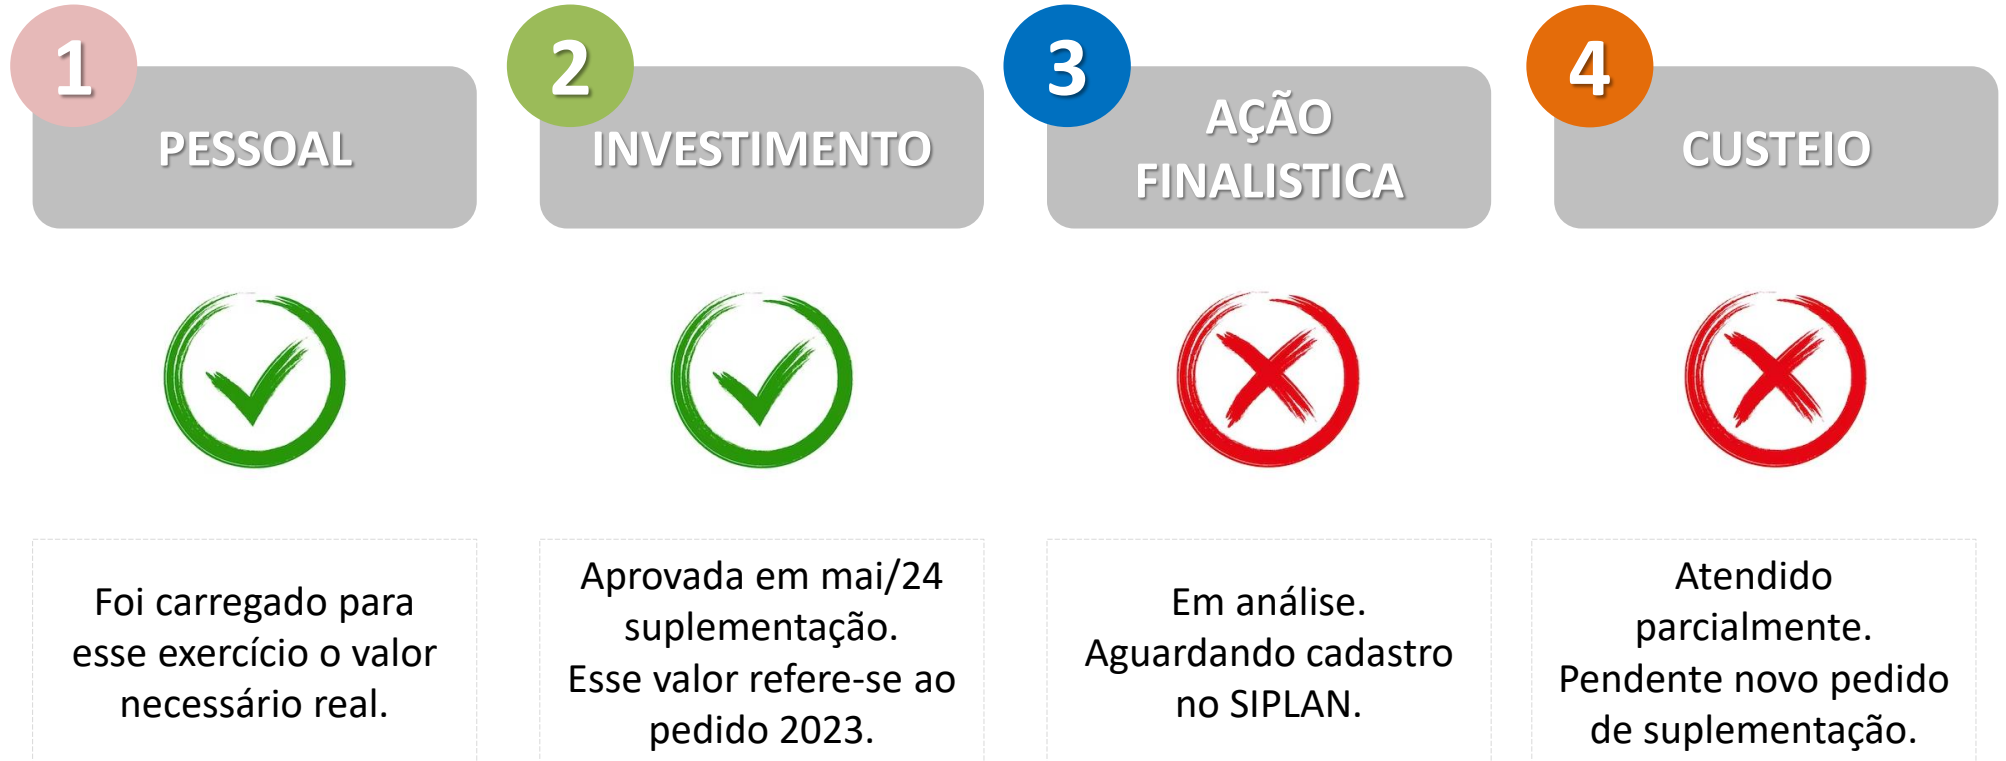 1
PESSOAL
Foi carregado para
esse exercício o valor
necessário real.
2
INVESTIMENTO
Aprovada em mai/24
suplementação.
Esse valor refere-se ao
pedido 2023.
3
AÇÃO
FINALISTICA
Em análise.
Aguardando cadastro
no SIPLAN.
4
CUSTEIO
Atendido
parcialmente.
Pendente novo pedido
de suplementação.